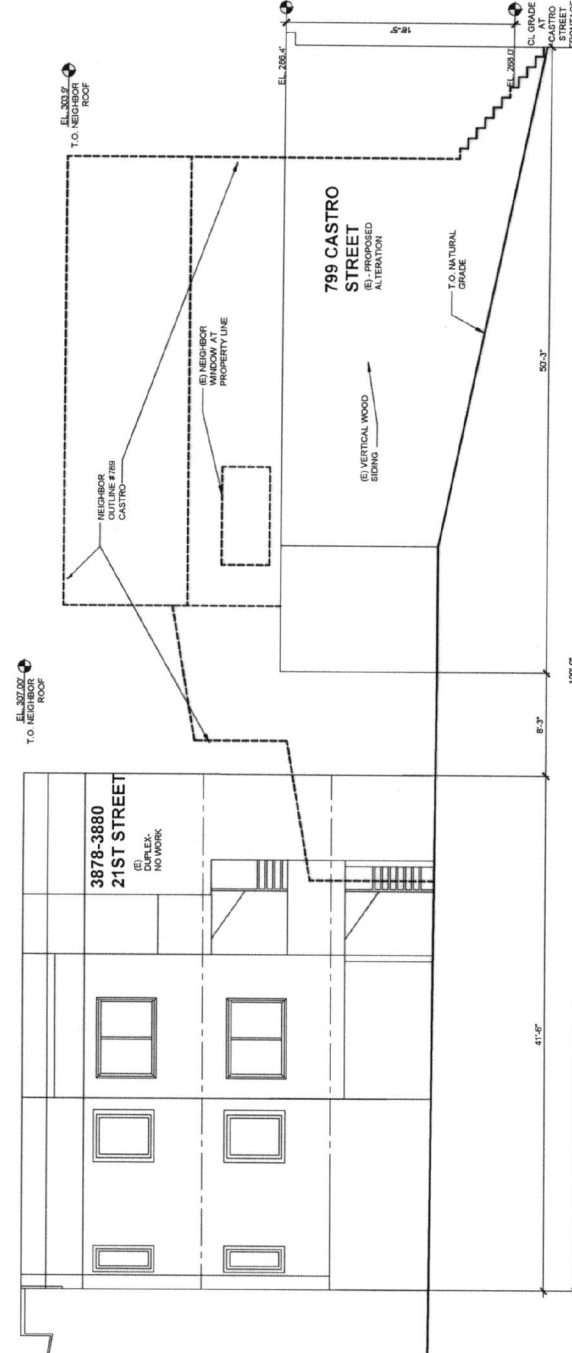 EL. 307.00'
T.O. NEIGHBOR
ROOF
3878-3880
21ST STREET
(E)
DUPLEX-
NO WORK
NEIGHBOR
OUTLINE #789
CASTRO
EL. 303.9'
T.O. NEIGHBOR
ROOF
(E) NEIGHBOR
WINDOW AT
PROPERTY LINE
EL. 286.4'
18'-5"
EL. 268.0'
CL GRADE
AT
CASTRO
STREET
FRONTAGE
799 CASTRO
STREET
(E) - PROPOSED
ALTERATION
(E) VERTICAL WOOD
SIDING
T.O. NATURAL
GRADE
41'-6"
8'-3"
50'-3"